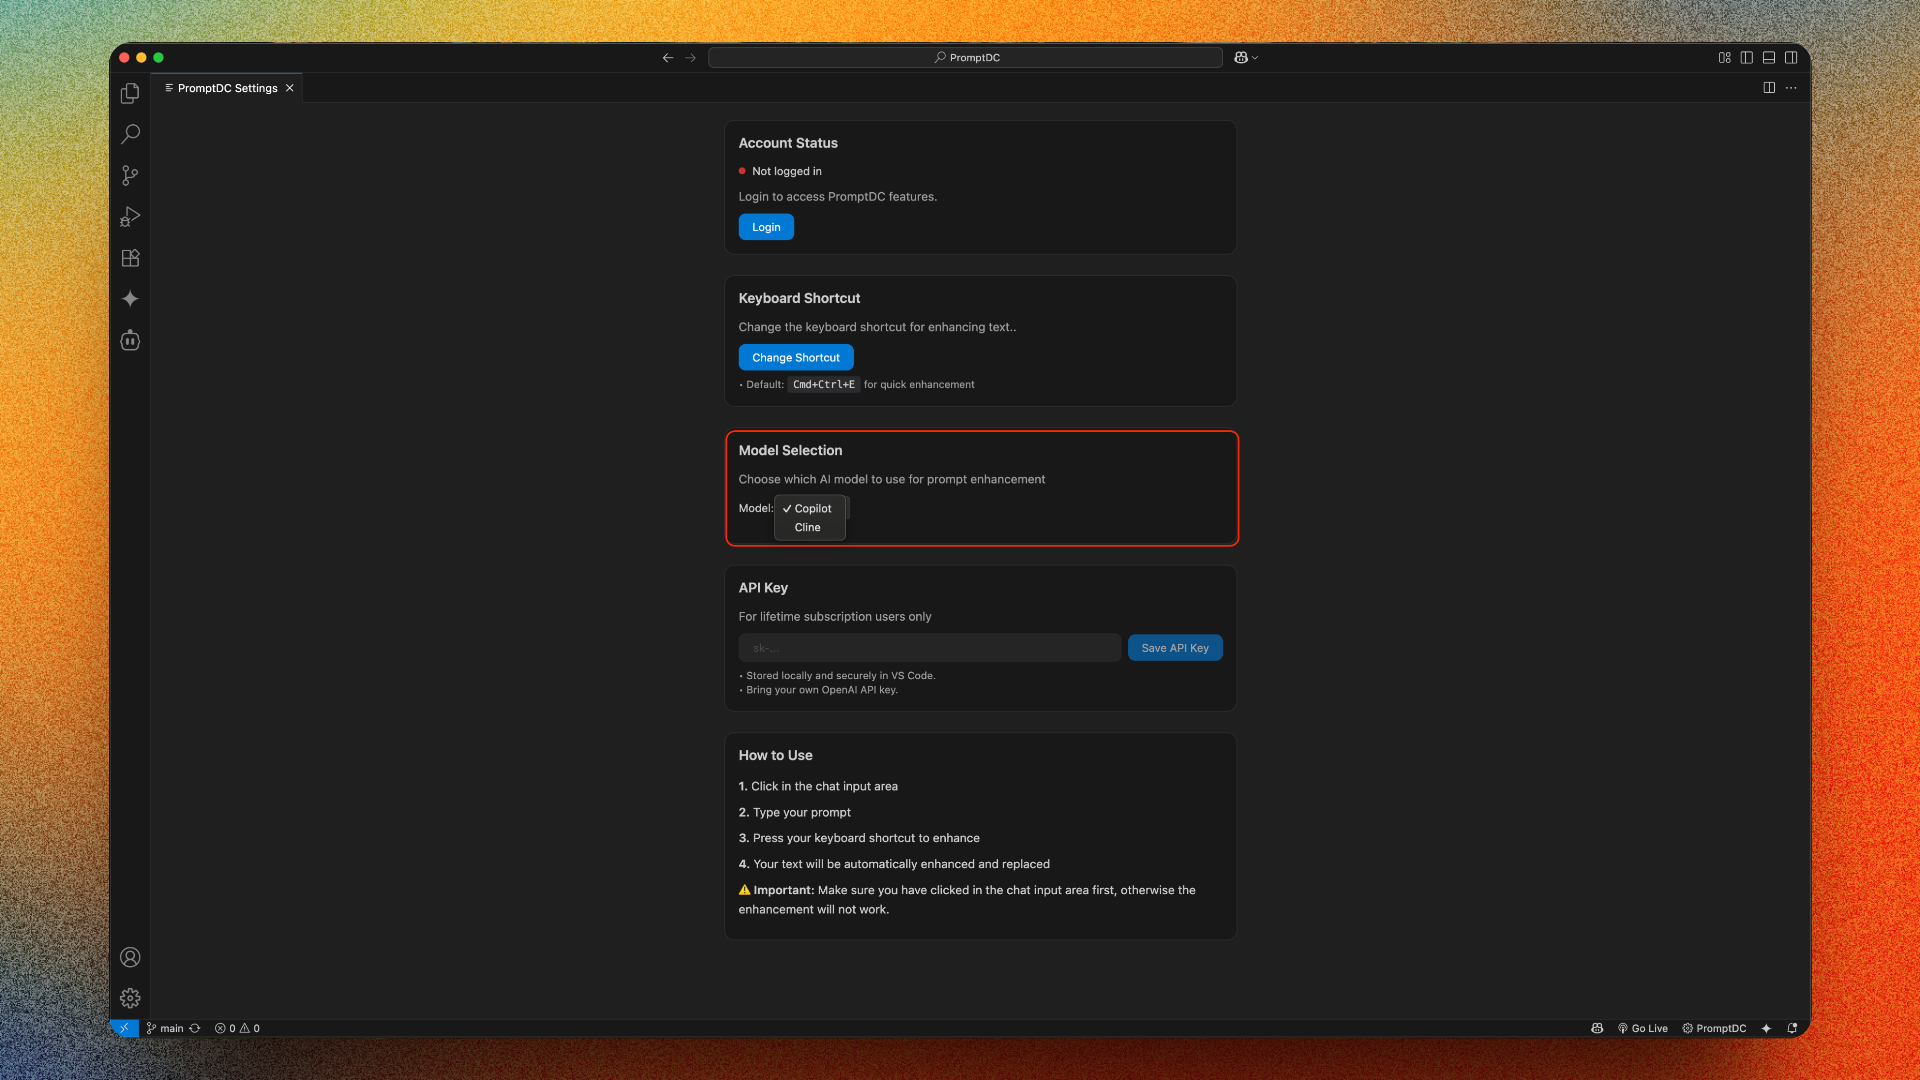 PromptDC
PromptDC Settings
Account Status
Not logged in
Login to access PromptDC features.
Login
Keyboard Shortcut
Change the keyboard shortcut for enhancing text..
Change Shortcut
• Default: Cmd+Ctrl+E for quick enhancement
Model Selection
Choose which AI model to use for prompt enhancement
Model: ✓ Copilot
Cline
API Key
For lifetime subscription users only
sk-...
Save API Key
• Stored locally and securely in VS Code.
• Bring your own OpenAI API key.
How to Use
1. Click in the chat input area
2. Type your prompt
3. Press your keyboard shortcut to enhance
4. Your text will be automatically enhanced and replaced
⚠️ Important: Make sure you have clicked in the chat input area first, otherwise the
enhancement will not work.
main 0 0 Go Live PromptDC